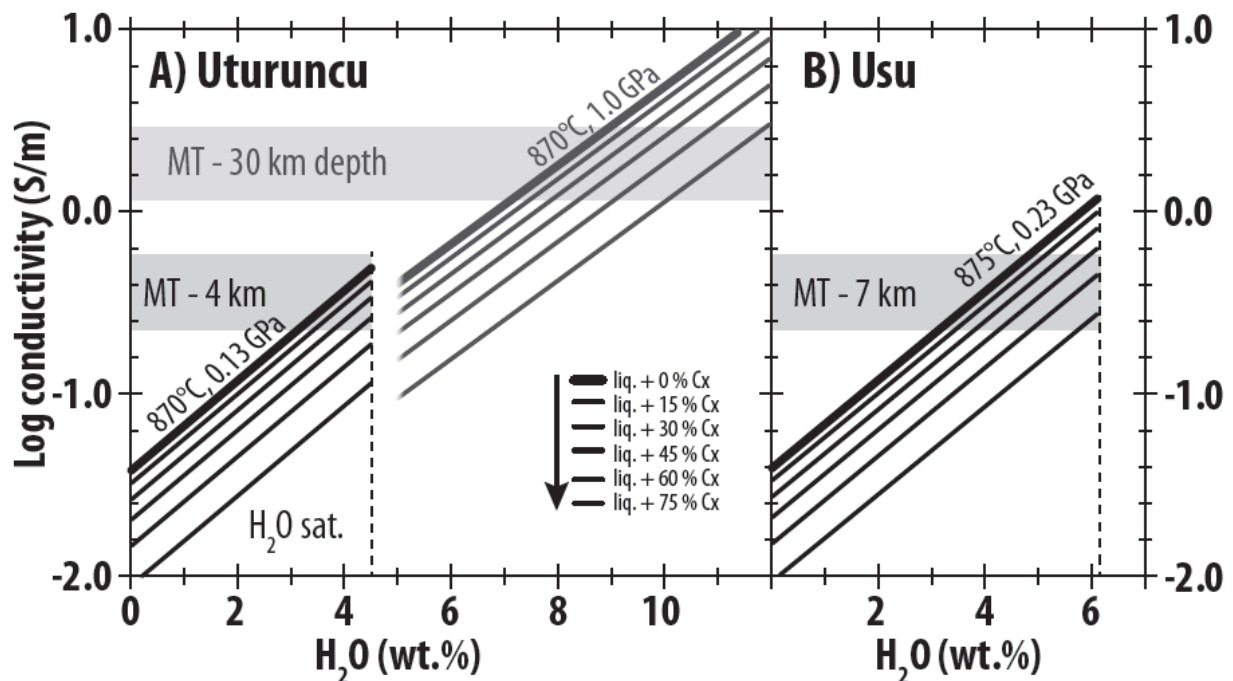 A) Uturuncu
B) Usu
Log conductivity (S/m)
1.0
0.0
-1.0
-2.0
MT - 30 km depth
870°C, 1.0 GPa
MT - 4 km
870°C, 0.13 GPa
H₂O sat.
liq. + 0 % Cx
liq. + 15 % Cx
liq. + 30 % Cx
liq. + 45 % Cx
liq. + 60 % Cx
liq. + 75 % Cx
0 2 4 6 8 10
H₂O (wt.%)
MT - 7 km
875°C, 0.23 GPa
1.0
0.0
-1.0
-2.0
2 4 6
H₂O (wt.%)